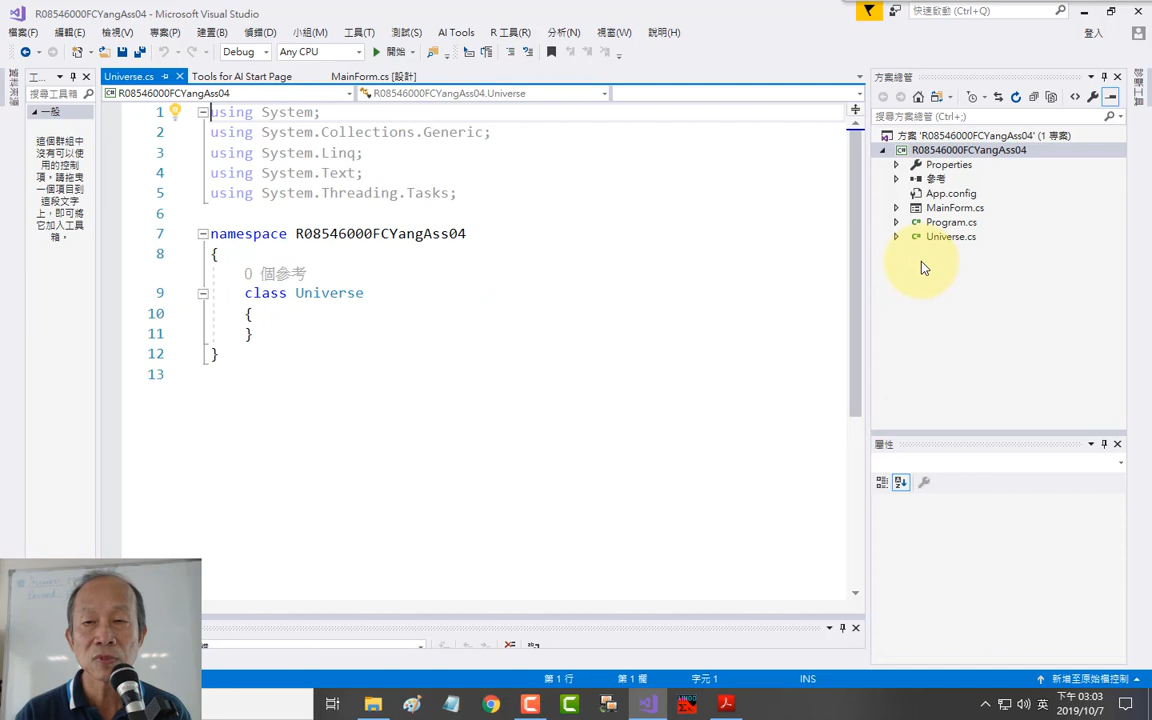 R08546000FCYangAss04 - Microsoft Visual Studio
快速啟動 (Ctrl+Q)
檔案(F) 編輯(E) 檢視(V) 專案(P) 建置(B) 偵錯(D) 小組(M) 工具(T) 測試(S) AI Tools R 工具(R) 分析(N) 視窗(W) 說明(H)
登入
Debug Any CPU 開始
資料來源
工...
搜尋工具箱
一般
這個群組中
沒有可以使
用的控制
項，請拖曳
一個項目到
這段文字
上，即可將
它加入工具
箱。
Universe.cs Tools for AI Start Page MainForm.cs [設計]
R08546000FCYangAss04 R08546000FCYangAss04.Universe
1 using System;
2 using System.Collections.Generic;
3 using System.Linq;
4 using System.Text;
5 using System.Threading.Tasks;
6
7 namespace R08546000FCYangAss04
8 {
0 個參考
9 class Universe
10 {
11 }
12 }
13
方案總管
搜尋方案總管 (Ctrl+;)
方案 'R08546000FCYangAss04' (1 專案)
R08546000FCYangAss04
Properties
參考
App.config
MainForm.cs
Program.cs
Universe.cs
屬性
診斷工具
第 1 行 第 1 欄 字元 1 INS
新增至原始檔控制
英
下午 03:03
2019/10/7